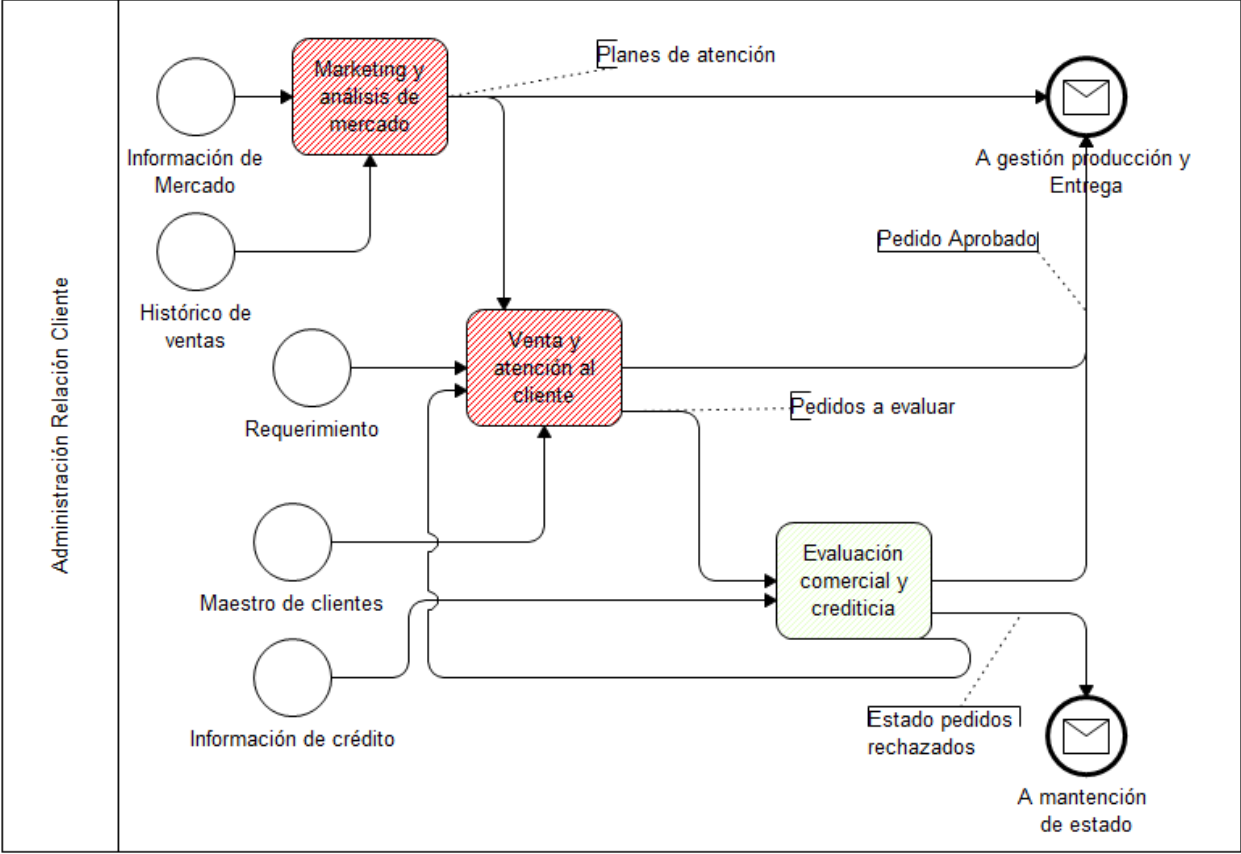 Administración Relación Cliente
Planes de atención
Marketing y
análisis de
mercado
Información de
Mercado
A gestión producción y
Entrega
Pedido Aprobado
Histórico de
ventas
Venta y
atención al
cliente
Requerimiento
Pedidos a evaluar
Evaluación
comercial y
crediticia
Maestro de clientes
Estado pedidos
rechazados
Información de crédito
A mantención
de estado